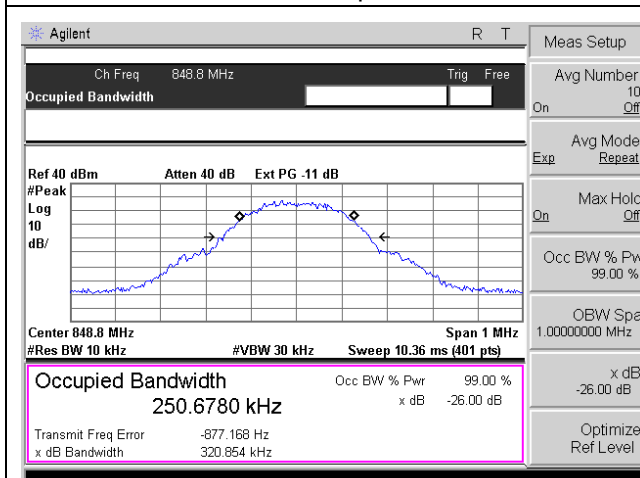 Agilent R T
Ch Freq 848.8 MHz Trig Free
Occupied Bandwidth
Ref 40 dBm Atten 40 dB Ext PG -11 dB
#Peak
Log
10
dB/
Center 848.8 MHz Span 1 MHz
#Res BW 10 kHz #VBW 30 kHz Sweep 10.36 ms (401 pts)
Occupied Bandwidth Occ BW % Pwr 99.00 %
250.6780 kHz x dB -26.00 dB
Transmit Freq Error -877.168 Hz
x dB Bandwidth 320.854 kHz
Meas Setup
Avg Number
10
On Off
Avg Mode
Exp Repeat
Max Hold
On Off
Occ BW % Pw
99.00 %
OBW Spa
1.00000000 MHz
x dB
-26.00 dB
Optimize
Ref Level